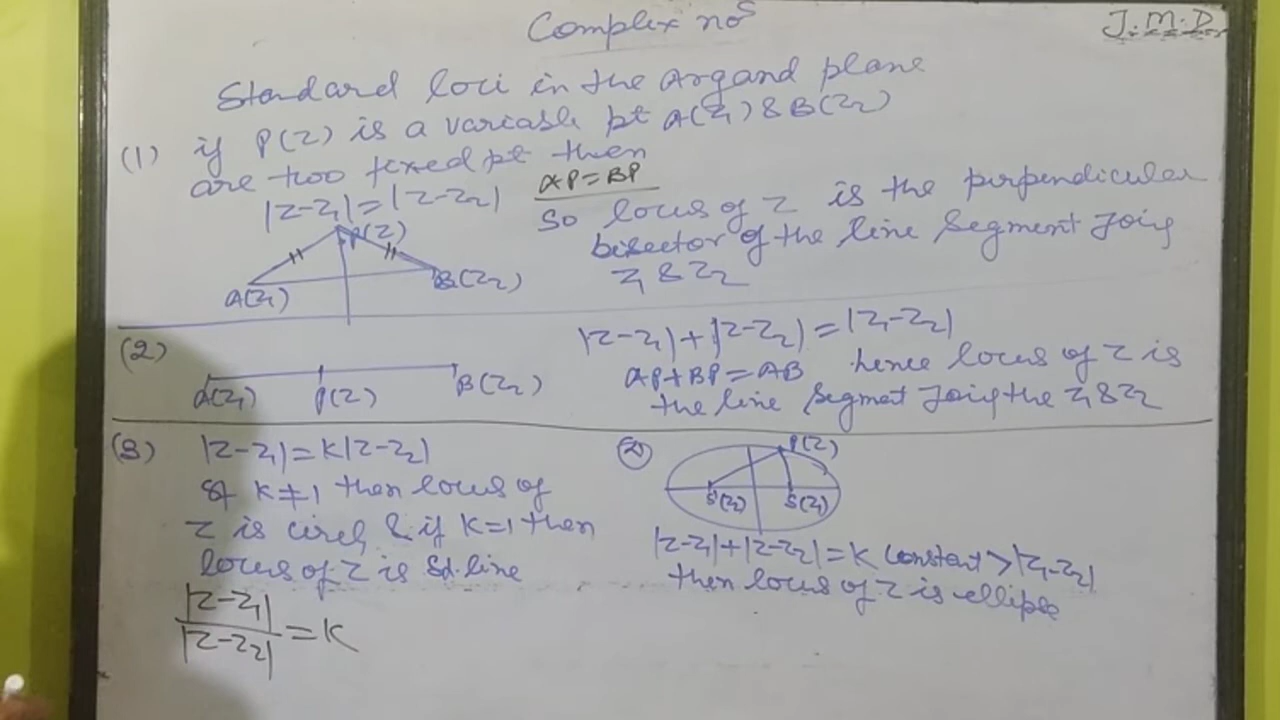 Complex nos
J.M.D.
Standard loci in the Argand plane
(1) if P(z) is a variable pt A(z₁) & B(z₂)
are two fixed pt then
|z-z₁| = |z-z₂|
AP=BP
So locus of z is the perpendicular
bisector of the line segment Joing
z₁ & z₂
P(z)
A(z₁)
B(z₂)
(2)
A(z₁) P(z) B(z₂)
|z-z₁|+|z-z₂| = |z₁-z₂|
AP+BP=AB hence locus of z is
the line segment Joing the z₁ & z₂
(3) |z-z₁| = K|z-z₂|
If K≠1 then locus of
z is circle & if K=1 then
locus of z is st. line
|z-z₁|
|z-z₂| = K
P(z)
S'(z₂) S(z₁)
|z-z₁|+|z-z₂| = K constant > |z₁-z₂|
then locus of z is ellipse